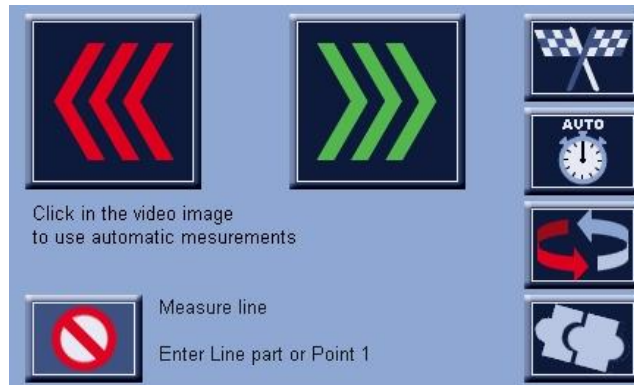 AUTO
Click in the video image
to use automatic mesurements
Measure line
Enter Line part or Point 1